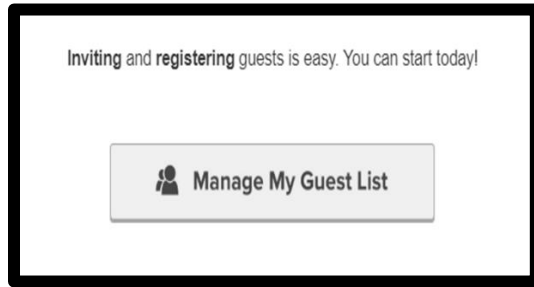 Inviting and registering guests is easy. You can start today!
Manage My Guest List